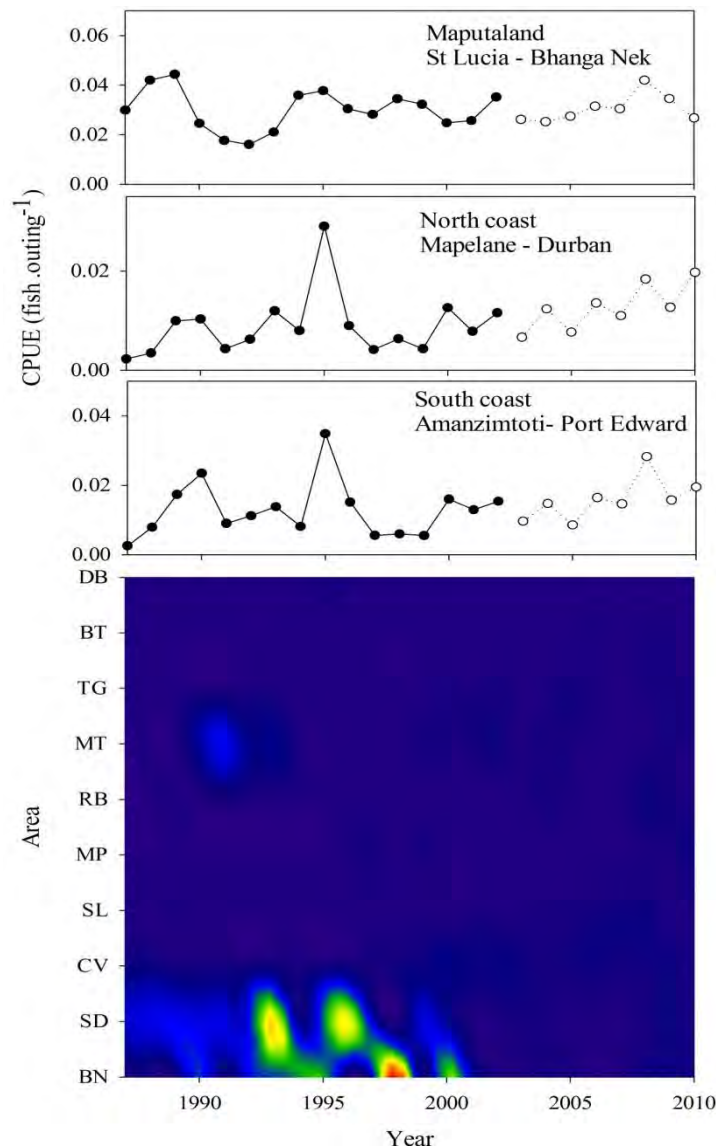 0.06
0.04
0.02
0.00
Maputaland
St Lucia - Bhanga Nek
CPUE (fish .outing-1)
0.02
0.00
North coast
Mapelane - Durban
0.04
0.02
0.00
South coast
Amanzimtoti- Port Edward
Area
DB
BT
TG
MT
RB
MP
SL
CV
SD
BN
1990
1995
2000
2005
2010
Year